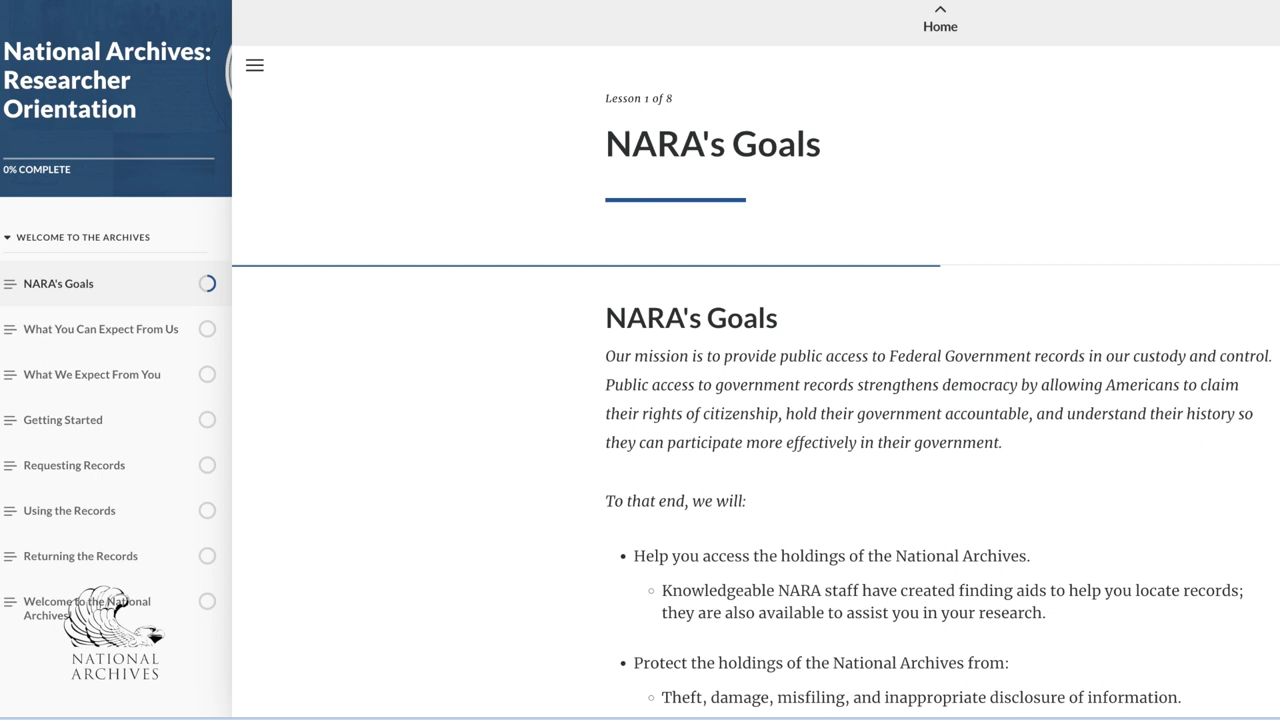 National Archives:
Researcher
Orientation
0% COMPLETE
WELCOME TO THE ARCHIVES
NARA's Goals
What You Can Expect From Us
What We Expect From You
Getting Started
Requesting Records
Using the Records
Returning the Records
Welcome to the National
Archives
NATIONAL
ARCHIVES
Home
Lesson 1 of 8
NARA's Goals
NARA's Goals
Our mission is to provide public access to Federal Government records in our custody and control.
Public access to government records strengthens democracy by allowing Americans to claim
their rights of citizenship, hold their government accountable, and understand their history so
they can participate more effectively in their government.
To that end, we will:
• Help you access the holdings of the National Archives.
◦ Knowledgeable NARA staff have created finding aids to help you locate records;
they are also available to assist you in your research.
• Protect the holdings of the National Archives from:
◦ Theft, damage, misfiling, and inappropriate disclosure of information.